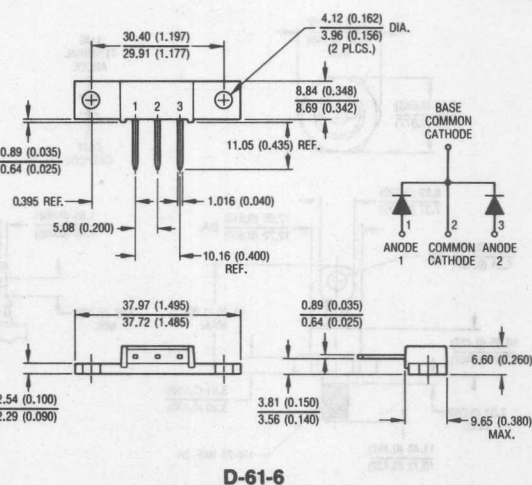 30.40 (1.197)
29.91 (1.177)
4.12 (0.162)
3.96 (0.156)
DIA.
(2 PLCS.)
8.84 (0.348)
8.69 (0.342)
1 2 3
0.89 (0.035)
0.64 (0.025)
11.05 (0.435) REF.
0.395 REF.
1.016 (0.040)
5.08 (0.200)
10.16 (0.400)
REF.
BASE
COMMON
CATHODE
1 2 3
ANODE
1
COMMON
CATHODE
ANODE
2
37.97 (1.495)
37.72 (1.485)
2.54 (0.100)
2.29 (0.090)
0.89 (0.035)
0.64 (0.025)
3.81 (0.150)
3.56 (0.140)
6.60 (0.260)
9.65 (0.380)
MAX.
D-61-6